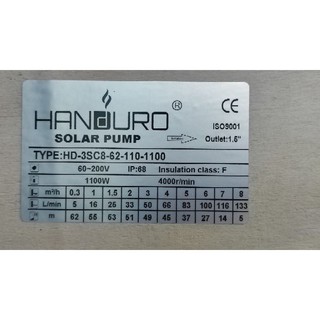 HANDURO ®
CE
ISO9001
SOLAR PUMP
Outlet:1.5"
TYPE:HD-3SC8-62-110-1100
60~200V IP:68 Insulation class: F
1100W 4000r/min
m³/h 0.3 1 1.5 2 3 4 5 6 7 8
L/min 5 16 25 33 50 66 83 100 116 133
m 62 55 53 51 49 45 37 27 14 5